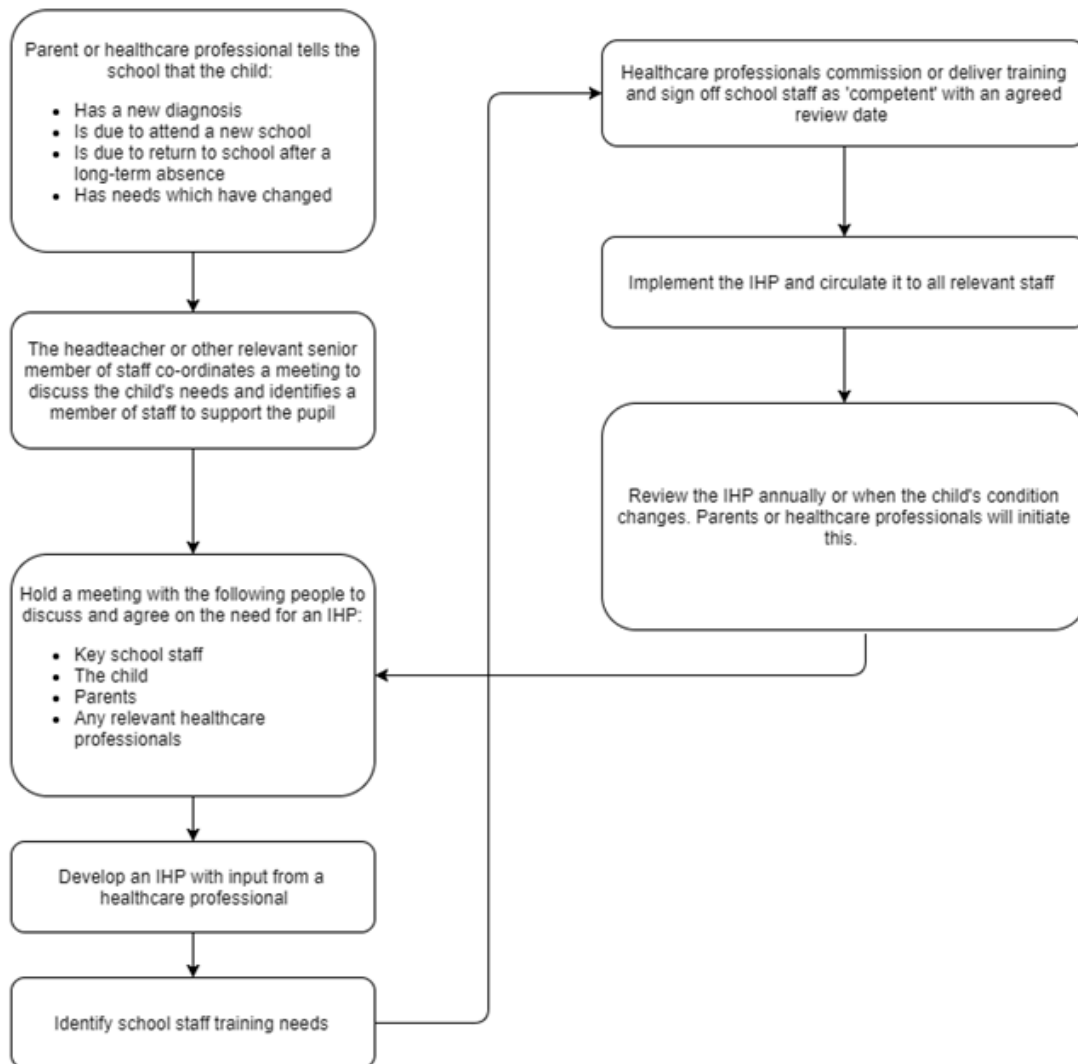 Parent or healthcare professional tells the
school that the child:
• Has a new diagnosis
• Is due to attend a new school
• Is due to return to school after a
long-term absence
• Has needs which have changed
The headteacher or other relevant senior
member of staff co-ordinates a meeting to
discuss the child's needs and identifies a
member of staff to support the pupil
Hold a meeting with the following people to
discuss and agree on the need for an IHP:
• Key school staff
• The child
• Parents
• Any relevant healthcare
professionals
Develop an IHP with input from a
healthcare professional
Identify school staff training needs
Healthcare professionals commission or deliver training
and sign off school staff as 'competent' with an agreed
review date
Implement the IHP and circulate it to all relevant staff
Review the IHP annually or when the child's condition
changes. Parents or healthcare professionals will initiate
this.